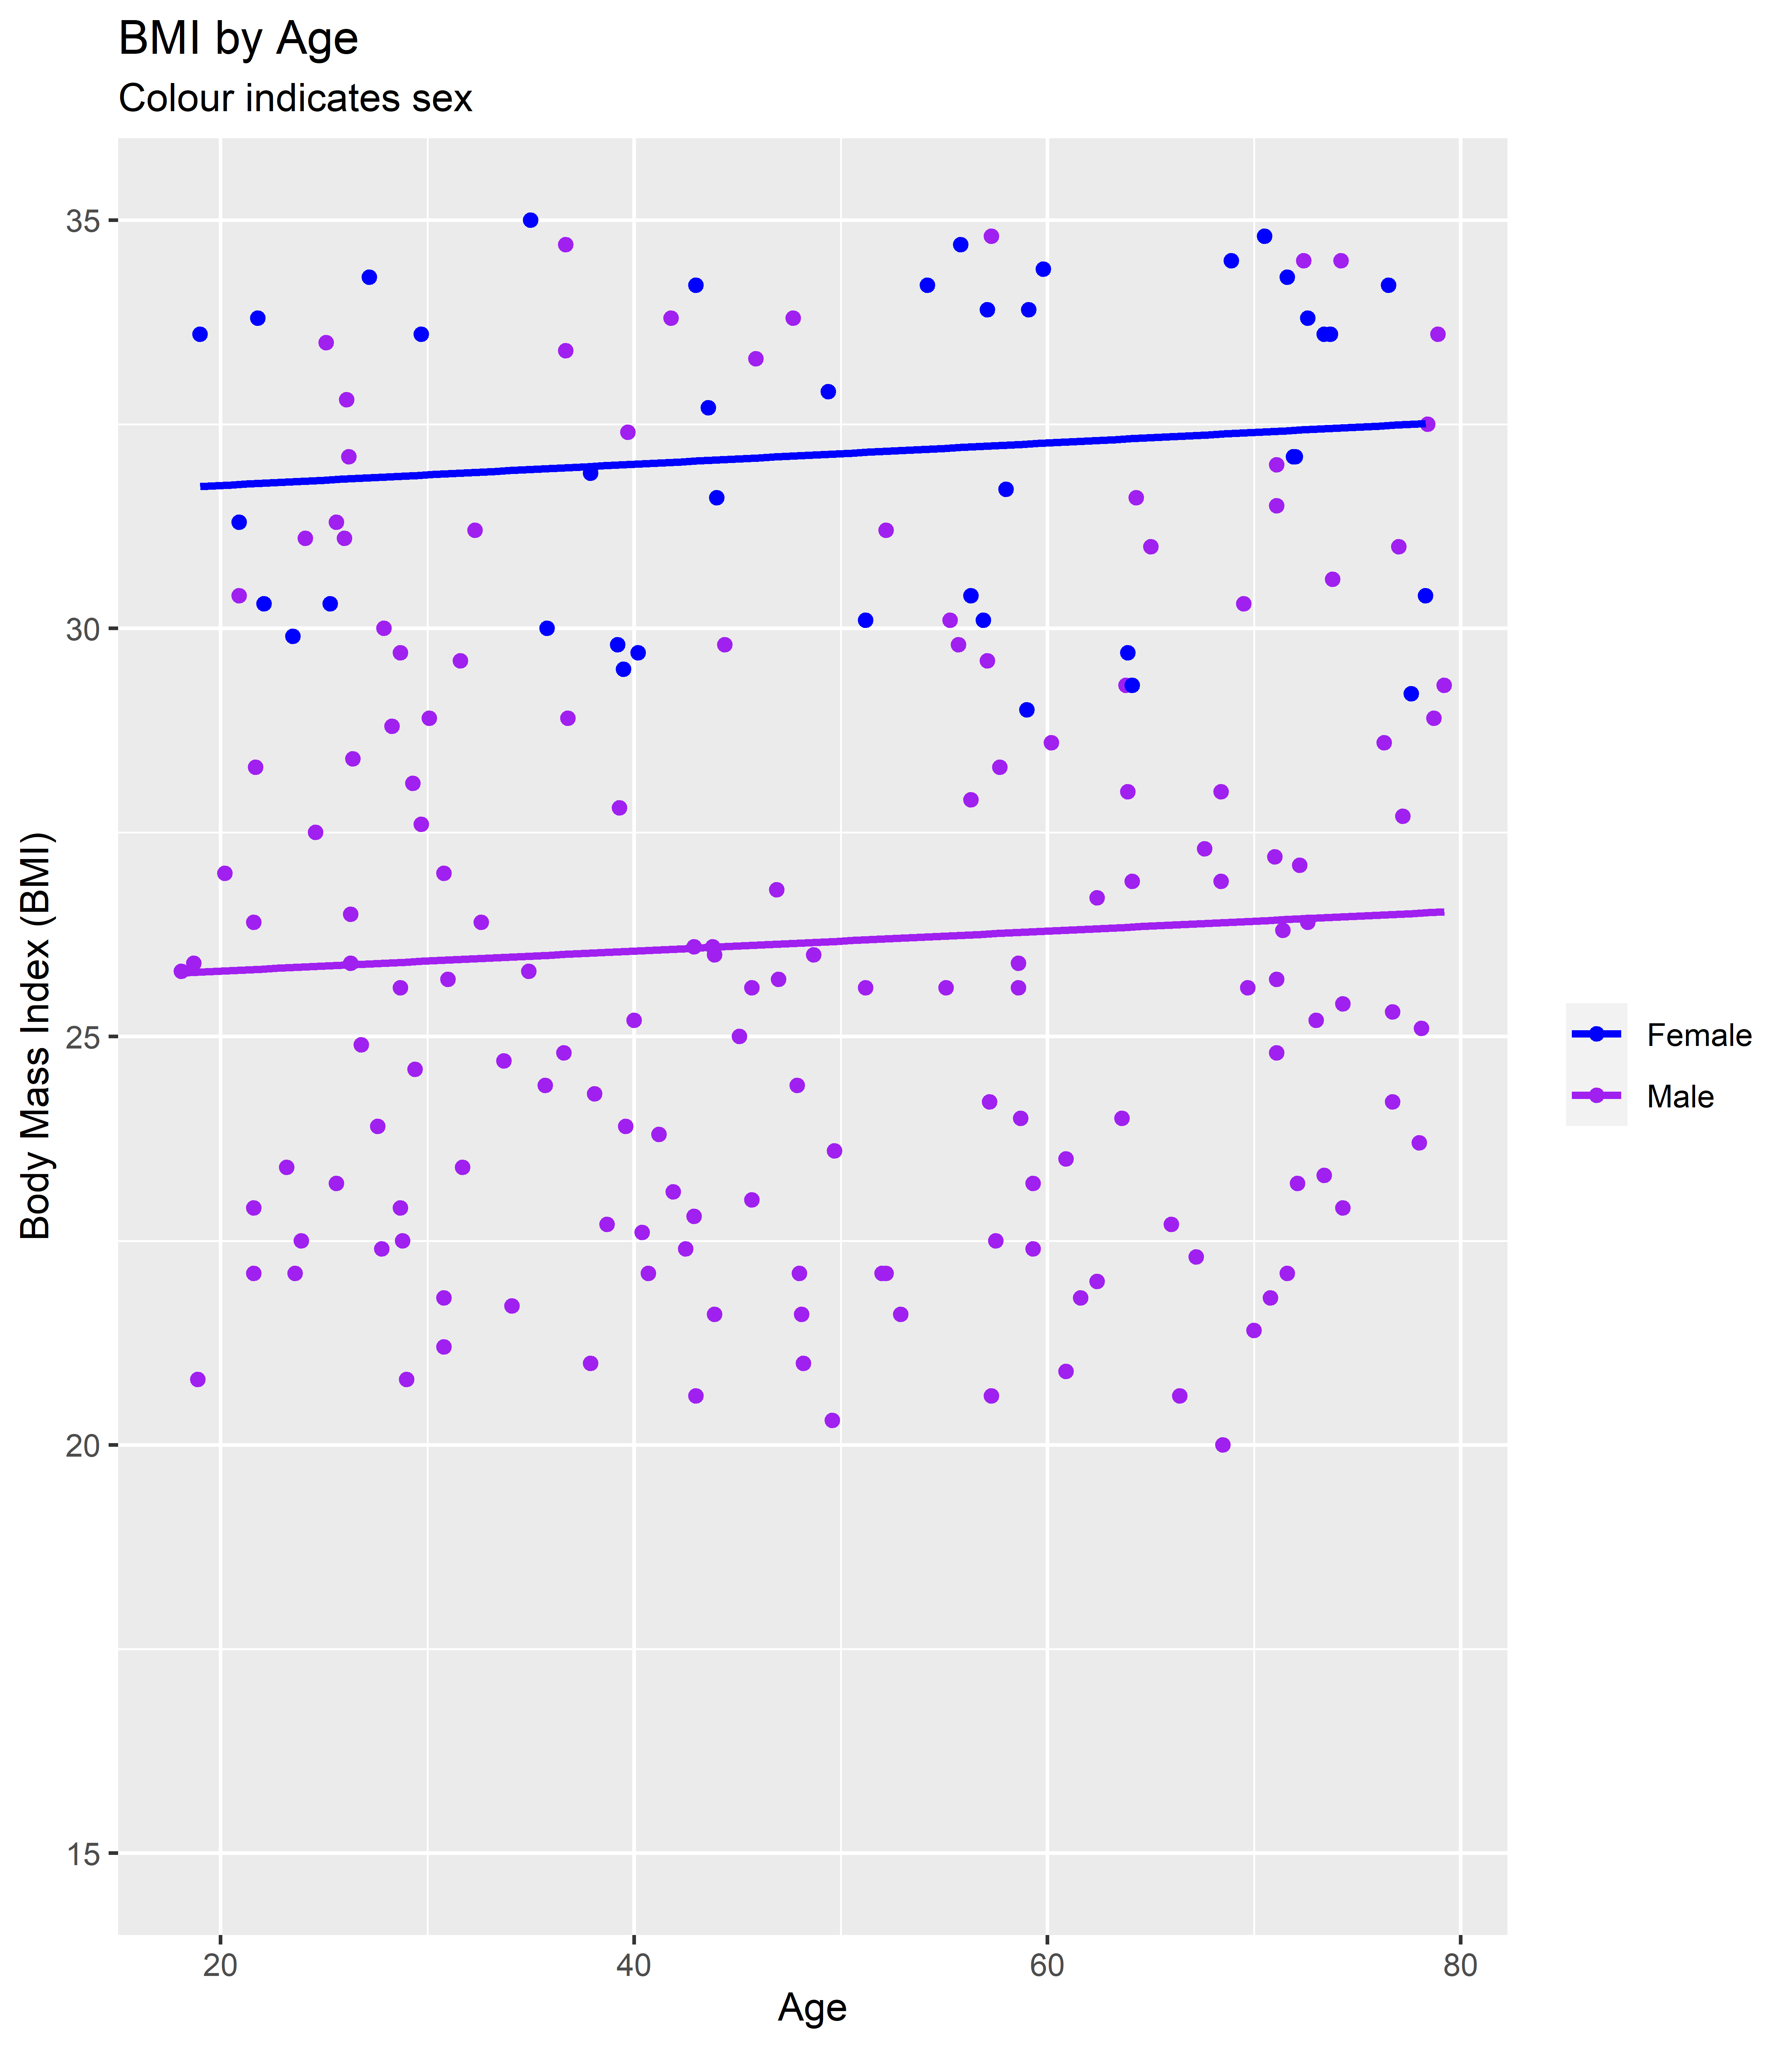 BMI by Age
Colour indicates sex
35
30
25
20
15
Body Mass Index (BMI)
20 40 60 80
Age
Female
Male